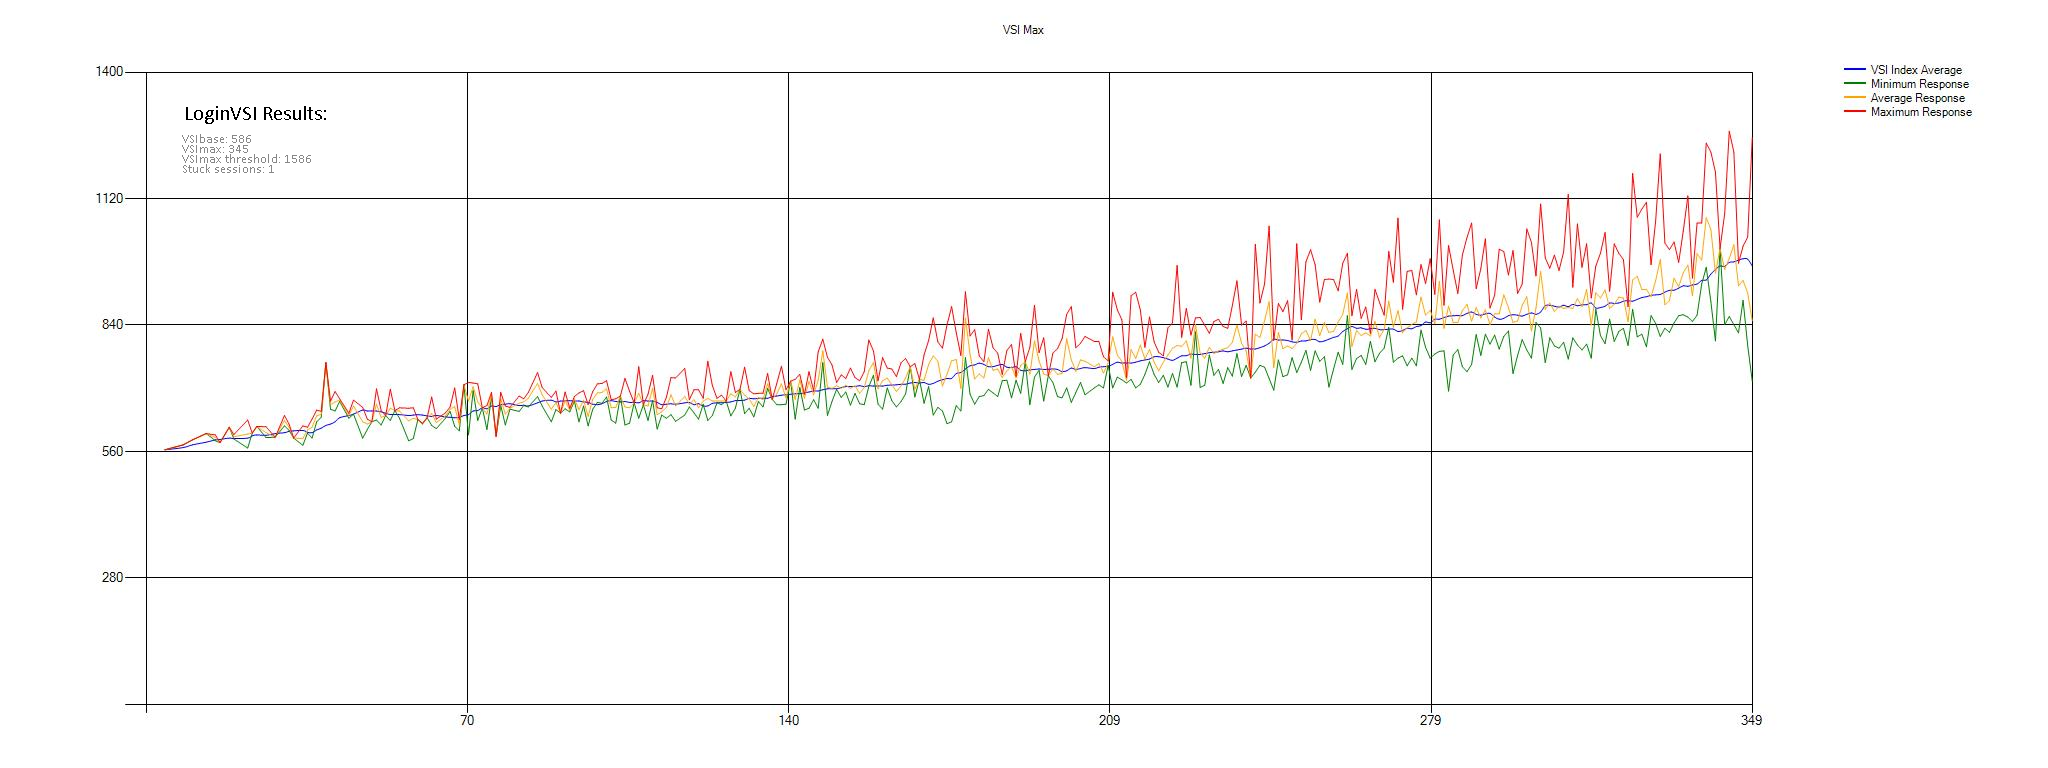 VSI Max
1400
1120
840
560
280
LoginVSI Results:
VSIbase: 586
VSImax: 345
VSImax threshold: 1586
Stuck sessions: 1
70
140
209
279
349
VSI Index Average
Minimum Response
Average Response
Maximum Response